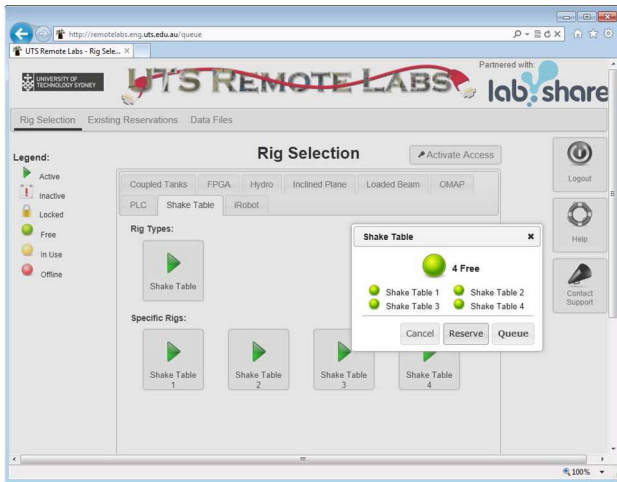 http://remotelabs.eng.uts.edu.au/queue
UTS Remote Labs - Rig Sele...
UNIVERSITY OF
TECHNOLOGY SYDNEY
UTS REMOTE LABS
Partnered with:
labshare
Rig Selection Existing Reservations Data Files
Legend:
Active
Inactive
Locked
Free
In Use
Offline
Rig Selection
Activate Access
Coupled Tanks FPGA Hydro Inclined Plane Loaded Beam OMAP
PLC Shake Table iRobot
Rig Types:
Shake Table
Specific Rigs:
Shake Table
1
Shake Table
2
Shake Table
3
Shake Table
4
Shake Table
4 Free
Shake Table 1 Shake Table 2
Shake Table 3 Shake Table 4
Cancel Reserve Queue
Logout
Help
Contact
Support
100%